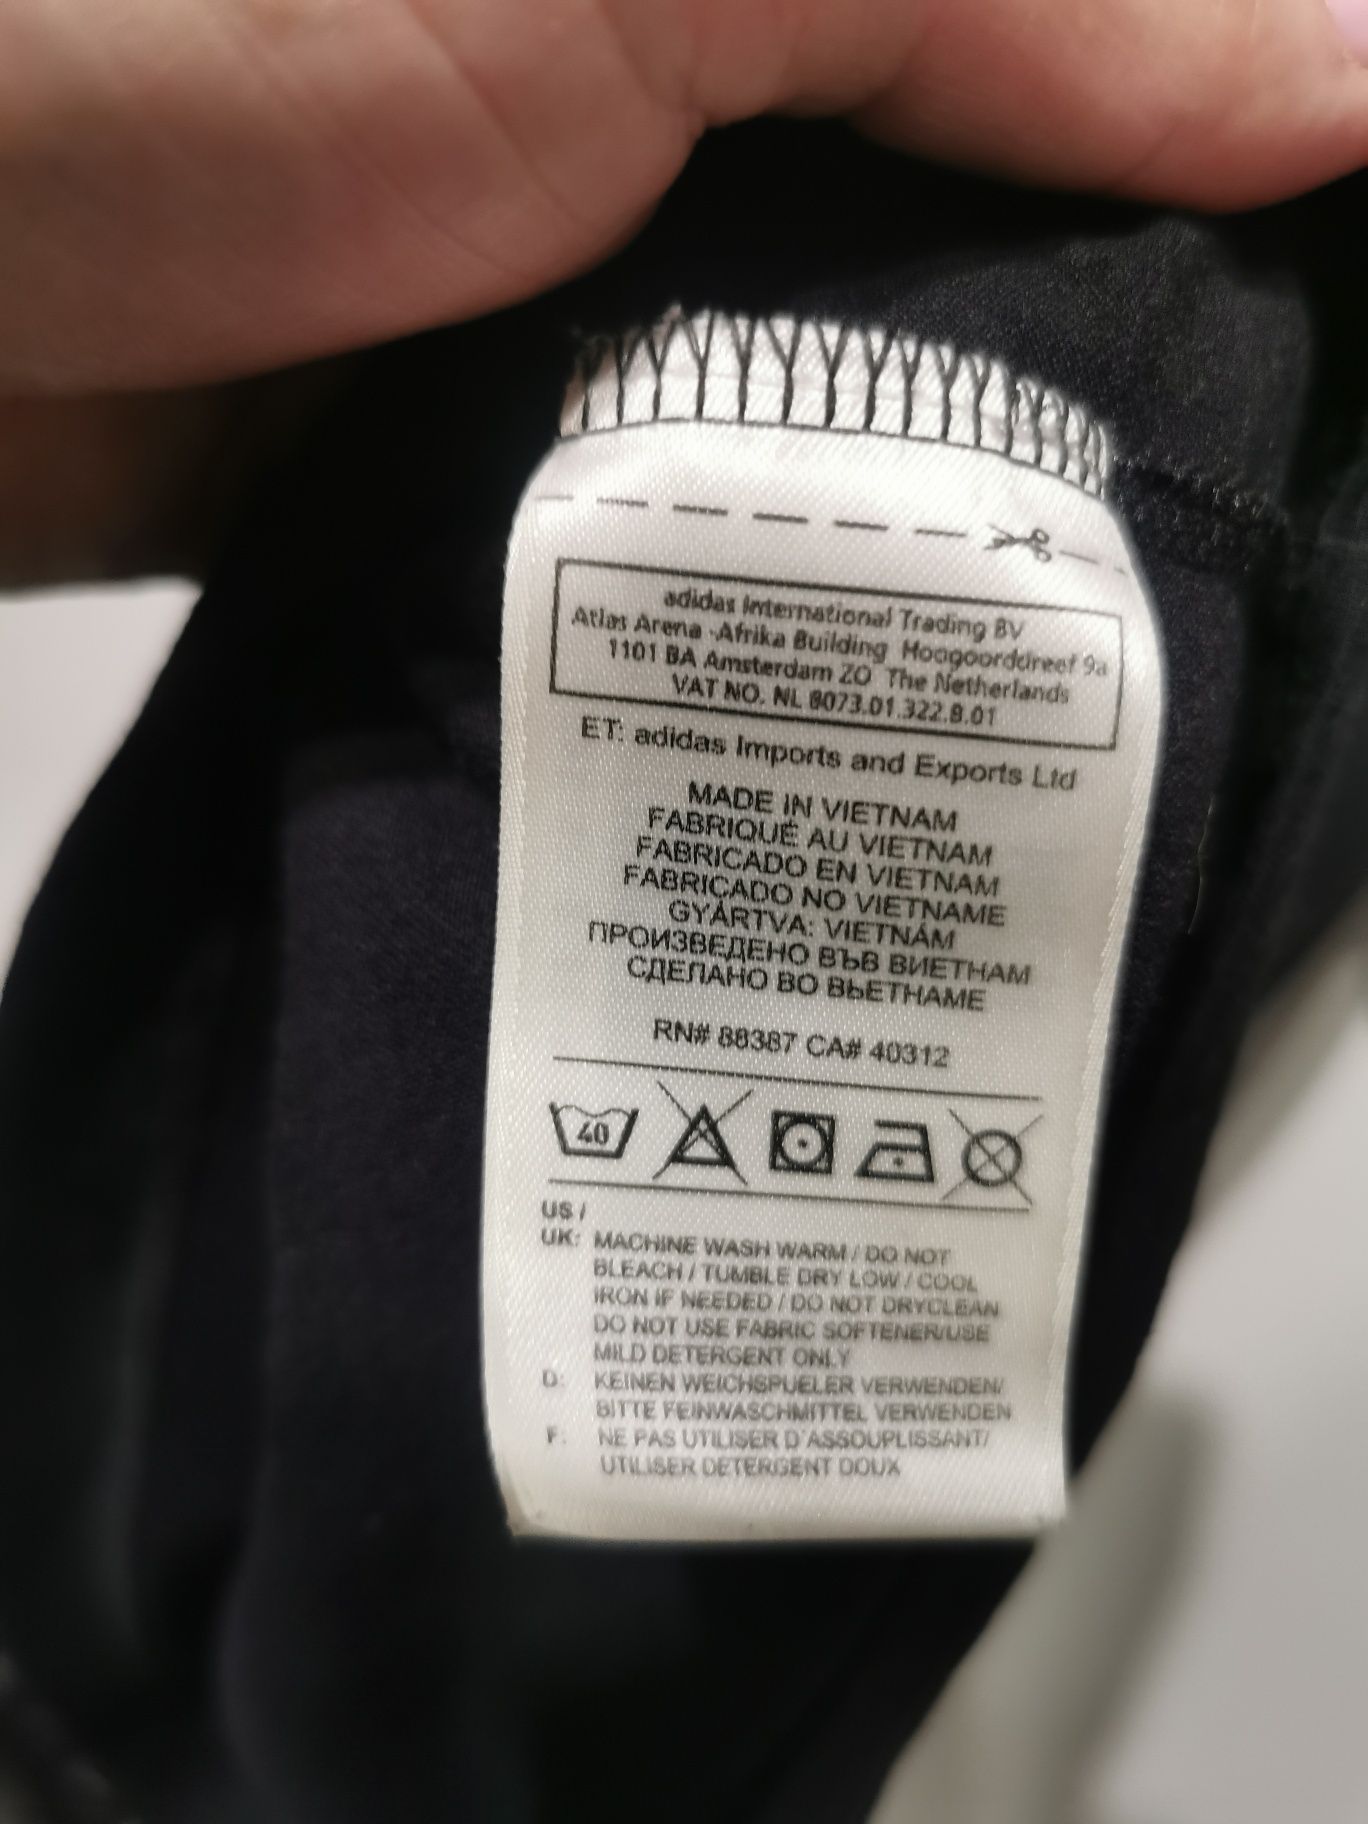 adidas International Trading BV
Atlas Arena -Afrika Building Hoogoorddreef 9a
1101 BA Amsterdam ZO The Netherlands
VAT NO. NL 8073.01.322.B.01
ET: adidas Imports and Exports Ltd
MADE IN VIETNAM
FABRIQUÉ AU VIETNAM
FABRICADO EN VIETNAM
FABRICADO NO VIETNAME
GYÁRTVA: VIETNÁM
ПРОИЗВЕДЕНО ВЪВ ВИЕТНАМ
СДЕЛАНО ВО ВЬЕТНАМЕ
RN# 88387 CA# 40312
40
US /
UK: MACHINE WASH WARM / DO NOT
BLEACH / TUMBLE DRY LOW / COOL
IRON IF NEEDED / DO NOT DRYCLEAN
DO NOT USE FABRIC SOFTENER/USE
MILD DETERGENT ONLY
D: KEINEN WEICHSPUELER VERWENDEN/
BITTE FEINWASCHMITTEL VERWENDEN
F: NE PAS UTILISER D'ASSOUPLISSANT/
UTILISER DETERGENT DOUX